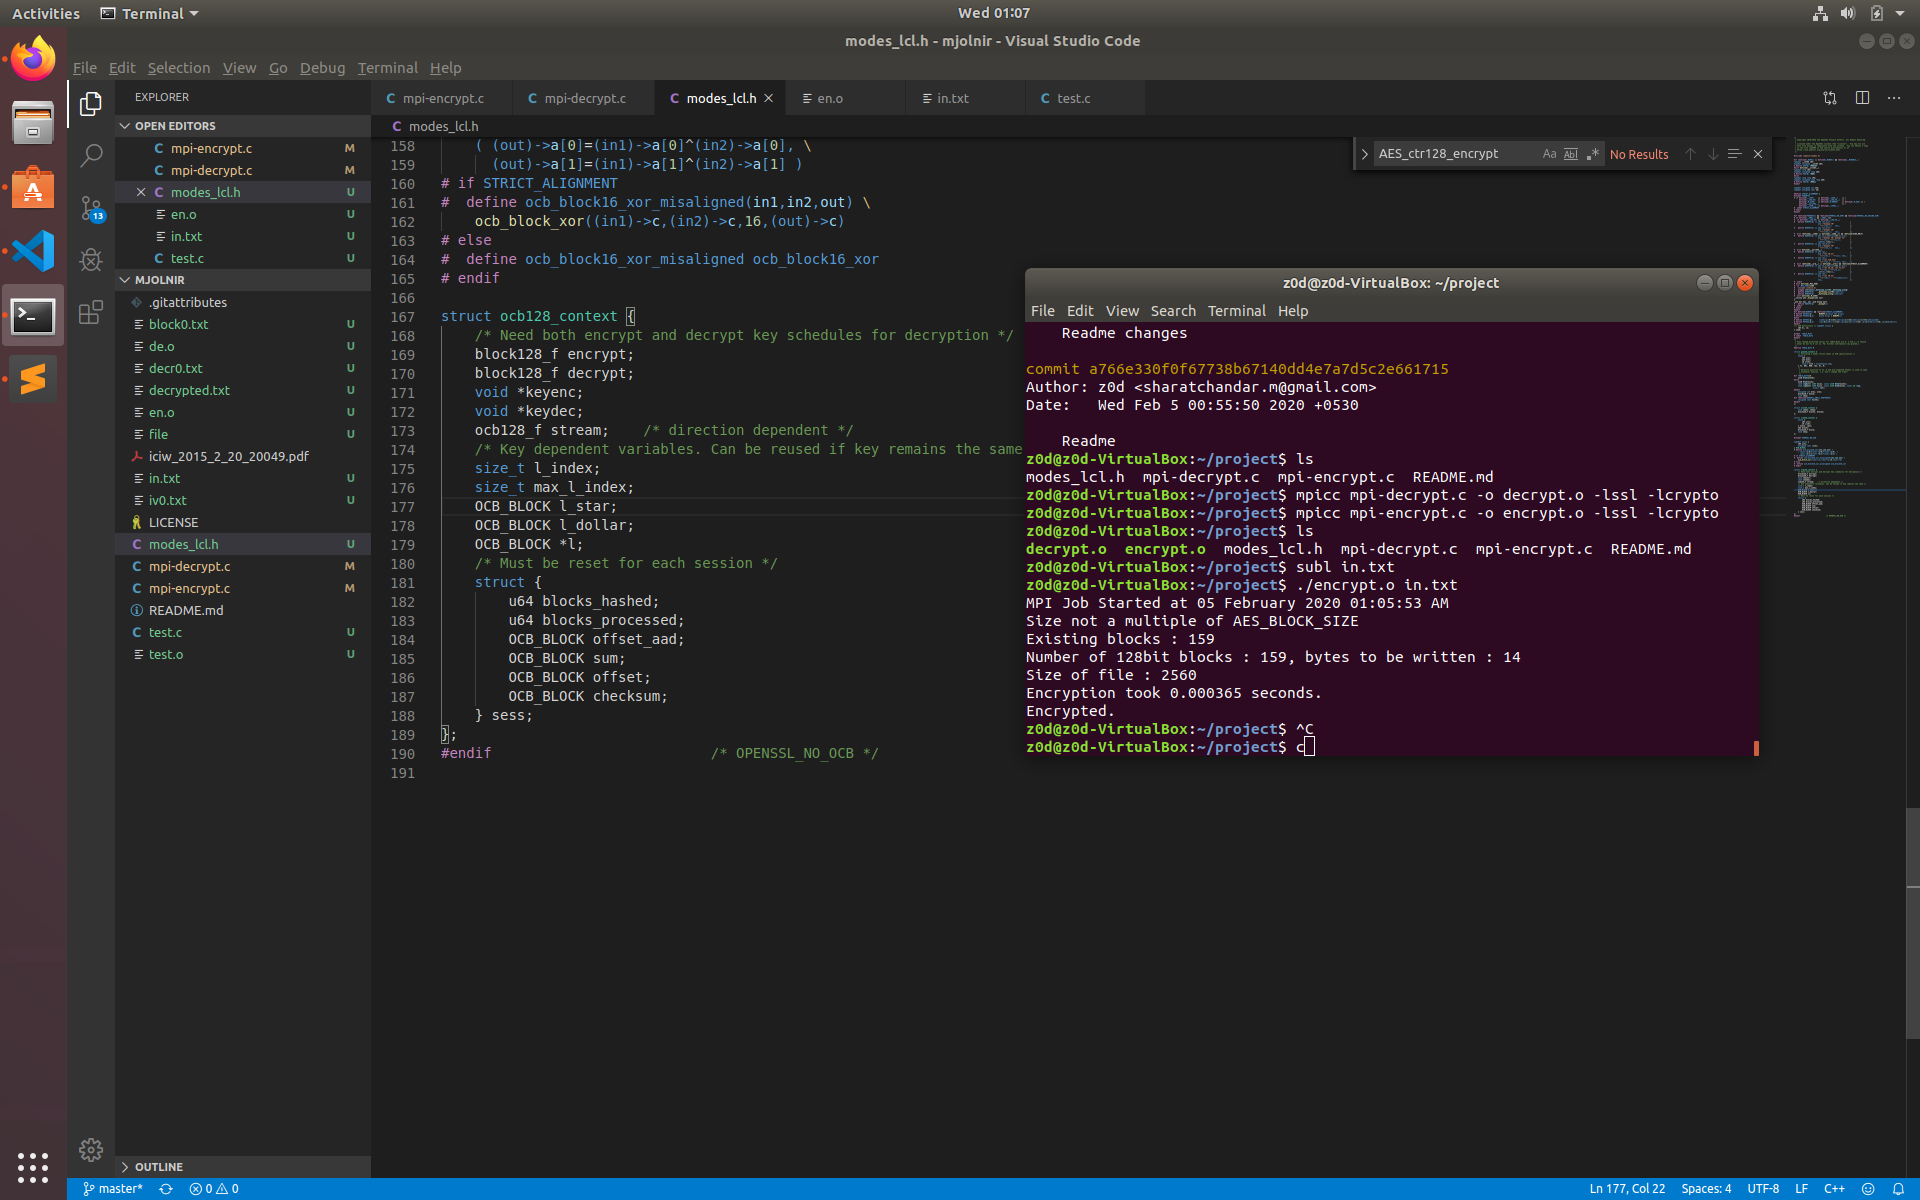 Activities
Terminal
Wed 01:07
modes_lcl.h - mjolnir - Visual Studio Code
File Edit Selection View Go Debug Terminal Help
EXPLORER
OPEN EDITORS
mpi-encrypt.c M
mpi-decrypt.c M
modes_lcl.h U
en.o U
in.txt U
test.c U
MJOLNIR
.gitattributes
block0.txt U
de.o U
decr0.txt U
decrypted.txt U
en.o U
file U
iciw_2015_2_20_20049.pdf
in.txt U
iv0.txt U
LICENSE
modes_lcl.h U
mpi-decrypt.c M
mpi-encrypt.c M
README.md
test.c U
test.o U
OUTLINE
13
mpi-encrypt.c mpi-decrypt.c modes_lcl.h en.o in.txt test.c
modes_lcl.h
AES_ctr128_encrypt Aa Abl .* No Results
158 ( (out)->a[0]=(in1)->a[0]^(in2)->a[0], \
159 (out)->a[1]=(in1)->a[1]^(in2)->a[1] )
160 # if STRICT_ALIGNMENT
161 #  define ocb_block16_xor_misaligned(in1,in2,out) \
162 ocb_block_xor((in1)->c,(in2)->c,16,(out)->c)
163 # else
164 #  define ocb_block16_xor_misaligned ocb_block16_xor
165 # endif
166
167 struct ocb128_context {
168 /* Need both encrypt and decrypt key schedules for decryption */
169 block128_f encrypt;
170 block128_f decrypt;
171 void *keyenc;
172 void *keydec;
173 ocb128_f stream;    /* direction dependent */
174 /* Key dependent variables. Can be reused if key remains the same
175 size_t l_index;
176 size_t max_l_index;
177 OCB_BLOCK l_star;
178 OCB_BLOCK l_dollar;
179 OCB_BLOCK *l;
180 /* Must be reset for each session */
181 struct {
182 u64 blocks_hashed;
183 u64 blocks_processed;
184 OCB_BLOCK offset_aad;
185 OCB_BLOCK sum;
186 OCB_BLOCK offset;
187 OCB_BLOCK checksum;
188 } sess;
189 };
190 #endif /* OPENSSL_NO_OCB */
191
z0d@z0d-VirtualBox: ~/project
File Edit View Search Terminal Help
Readme changes
commit a766e330f0f67738b67140dd4e7a7d5c2e661715
Author: z0d <sharatchandar.m@gmail.com>
Date:   Wed Feb 5 00:55:50 2020 +0530
Readme
z0d@z0d-VirtualBox:~/project$ ls
modes_lcl.h  mpi-decrypt.c  mpi-encrypt.c  README.md
z0d@z0d-VirtualBox:~/project$ mpicc mpi-decrypt.c -o decrypt.o -lssl -lcrypto
z0d@z0d-VirtualBox:~/project$ mpicc mpi-encrypt.c -o encrypt.o -lssl -lcrypto
z0d@z0d-VirtualBox:~/project$ ls
decrypt.o  encrypt.o  modes_lcl.h  mpi-decrypt.c  mpi-encrypt.c  README.md
z0d@z0d-VirtualBox:~/project$ subl in.txt
z0d@z0d-VirtualBox:~/project$ ./encrypt.o in.txt
MPI Job Started at 05 February 2020 01:05:53 AM
Size not a multiple of AES_BLOCK_SIZE
Existing blocks : 159
Number of 128bit blocks : 159, bytes to be written : 14
Size of file : 2560
Encryption took 0.000365 seconds.
Encrypted.
z0d@z0d-VirtualBox:~/project$ ^C
z0d@z0d-VirtualBox:~/project$ c
master* 0 0
Ln 177, Col 22 Spaces: 4 UTF-8 LF C++